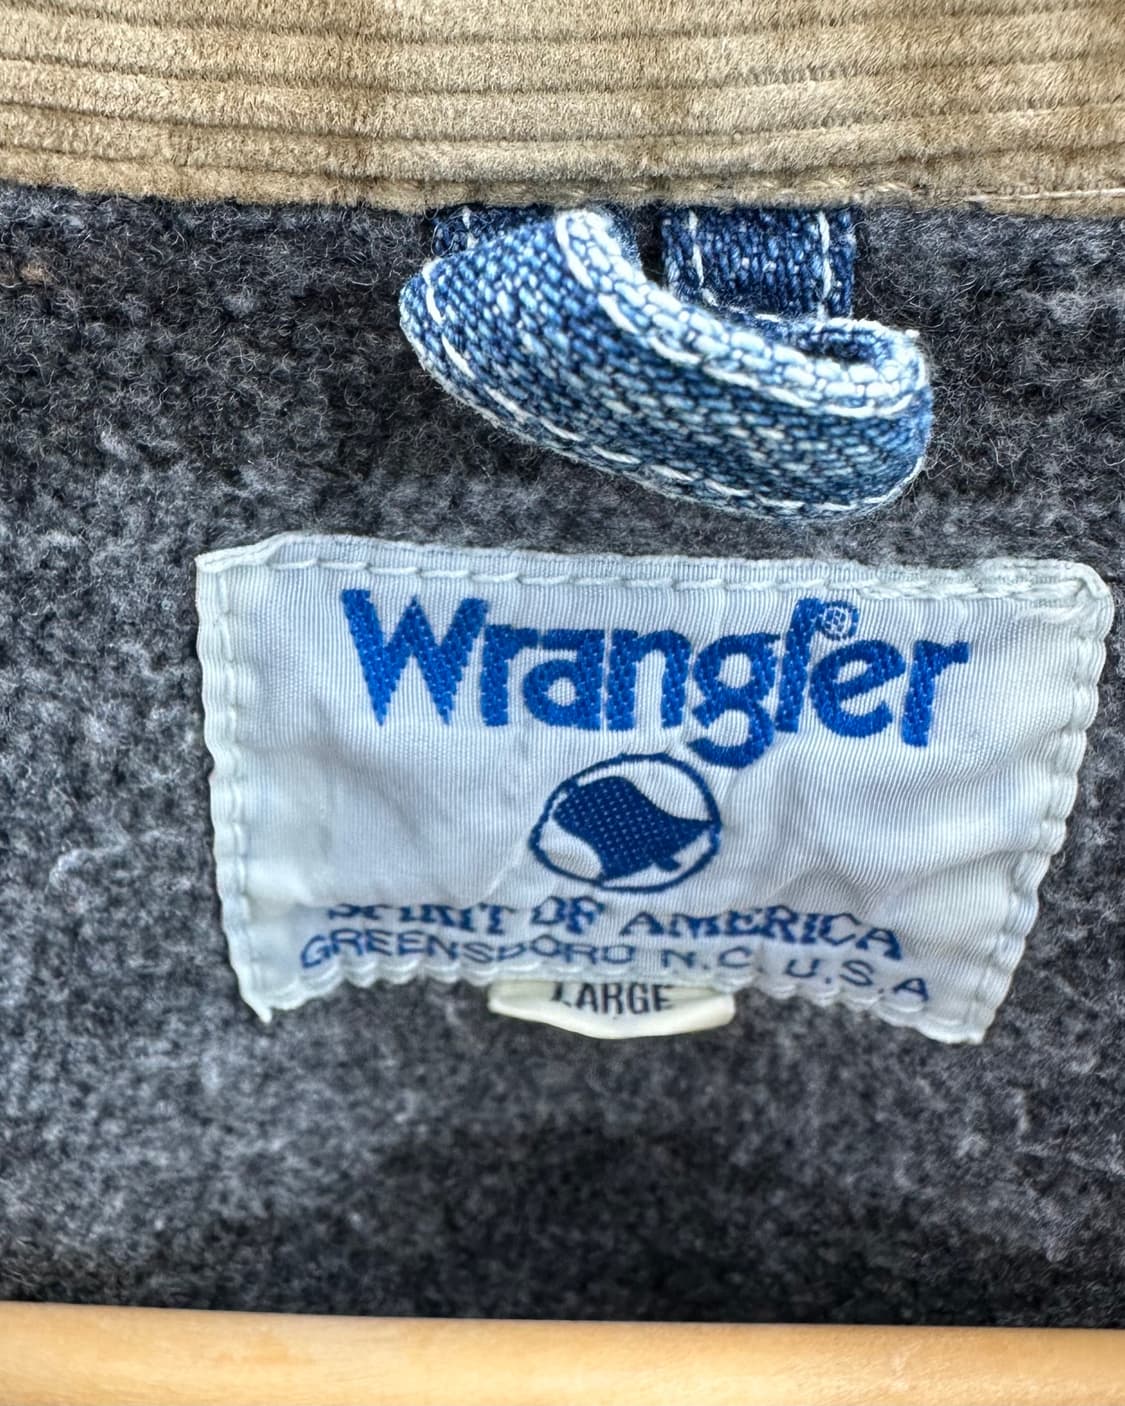 Wrangler®
SPIRIT OF AMERICA
GREENSBORO N.C. U.S.A
LARGE